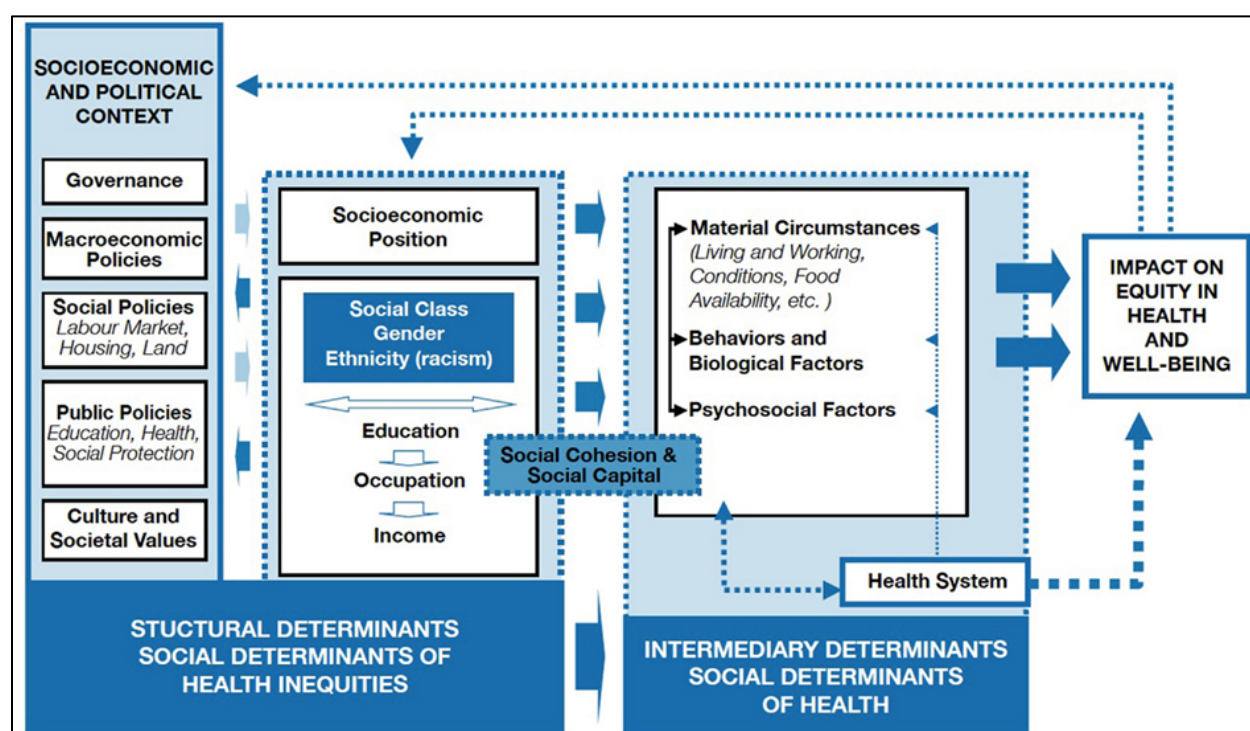 SOCIOECONOMIC
AND POLITICAL
CONTEXT
Governance
Macroeconomic
Policies
Social Policies
Labour Market,
Housing, Land
Public Policies
Education, Health,
Social Protection
Culture and
Societal Values
Socioeconomic
Position
Social Class
Gender
Ethnicity (racism)
Education
Occupation
Income
STUCTURAL DETERMINANTS
SOCIAL DETERMINANTS OF
HEALTH INEQUITIES
Social Cohesion &
Social Capital
Material Circumstances
(Living and Working,
Conditions, Food
Availability, etc. )
Behaviors and
Biological Factors
Psychosocial Factors
Health System
INTERMEDIARY DETERMINANTS
SOCIAL DETERMINANTS
OF HEALTH
IMPACT ON
EQUITY IN
HEALTH
AND
WELL-BEING